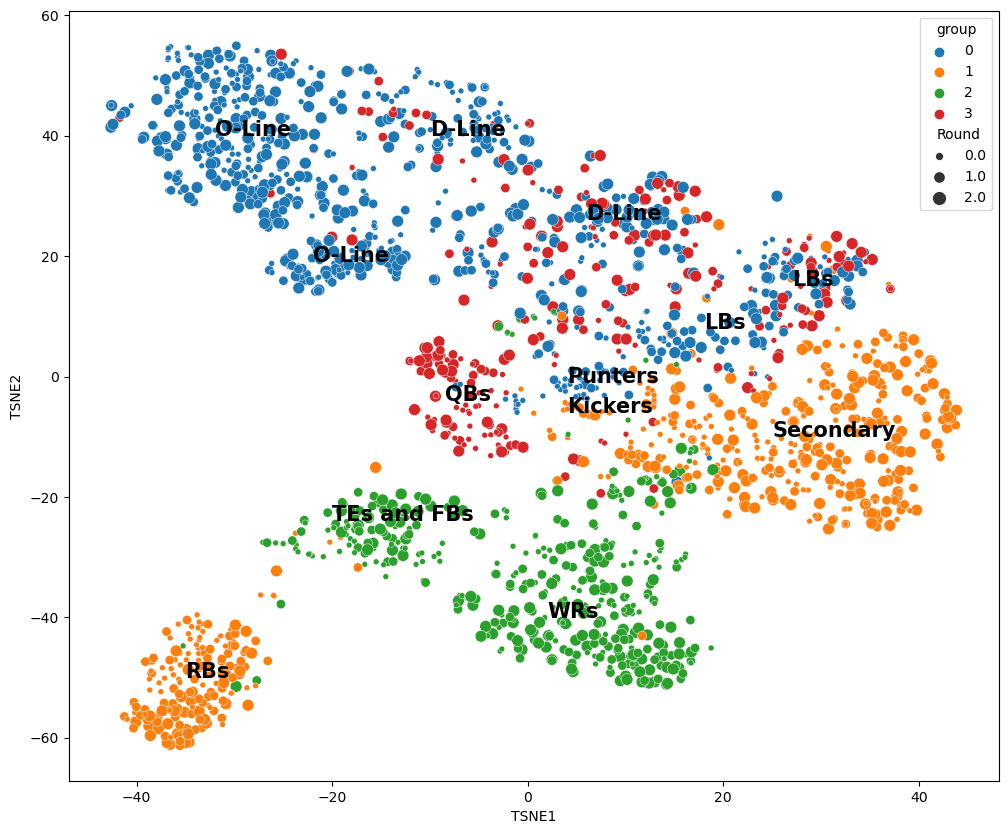 60
40
20
0
−20
−40
−60
TSNE2
−40
−20
0
20
40
TSNE1
O-Line
D-Line
D-Line
O-Line
LBs
LBs
Punters
QBs
Kickers
Secondary
TEs and FBs
WRs
RBs
group
0
1
2
3
Round
0.0
1.0
2.0